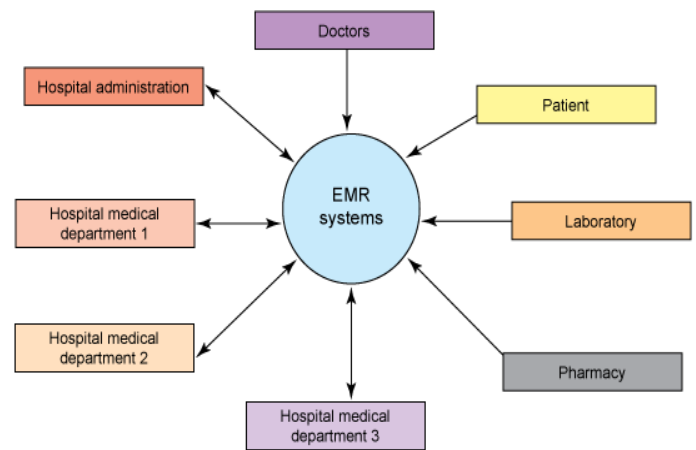 Doctors
Hospital administration
Patient
EMR
systems
Hospital medical
department 1
Laboratory
Hospital medical
department 2
Pharmacy
Hospital medical
department 3